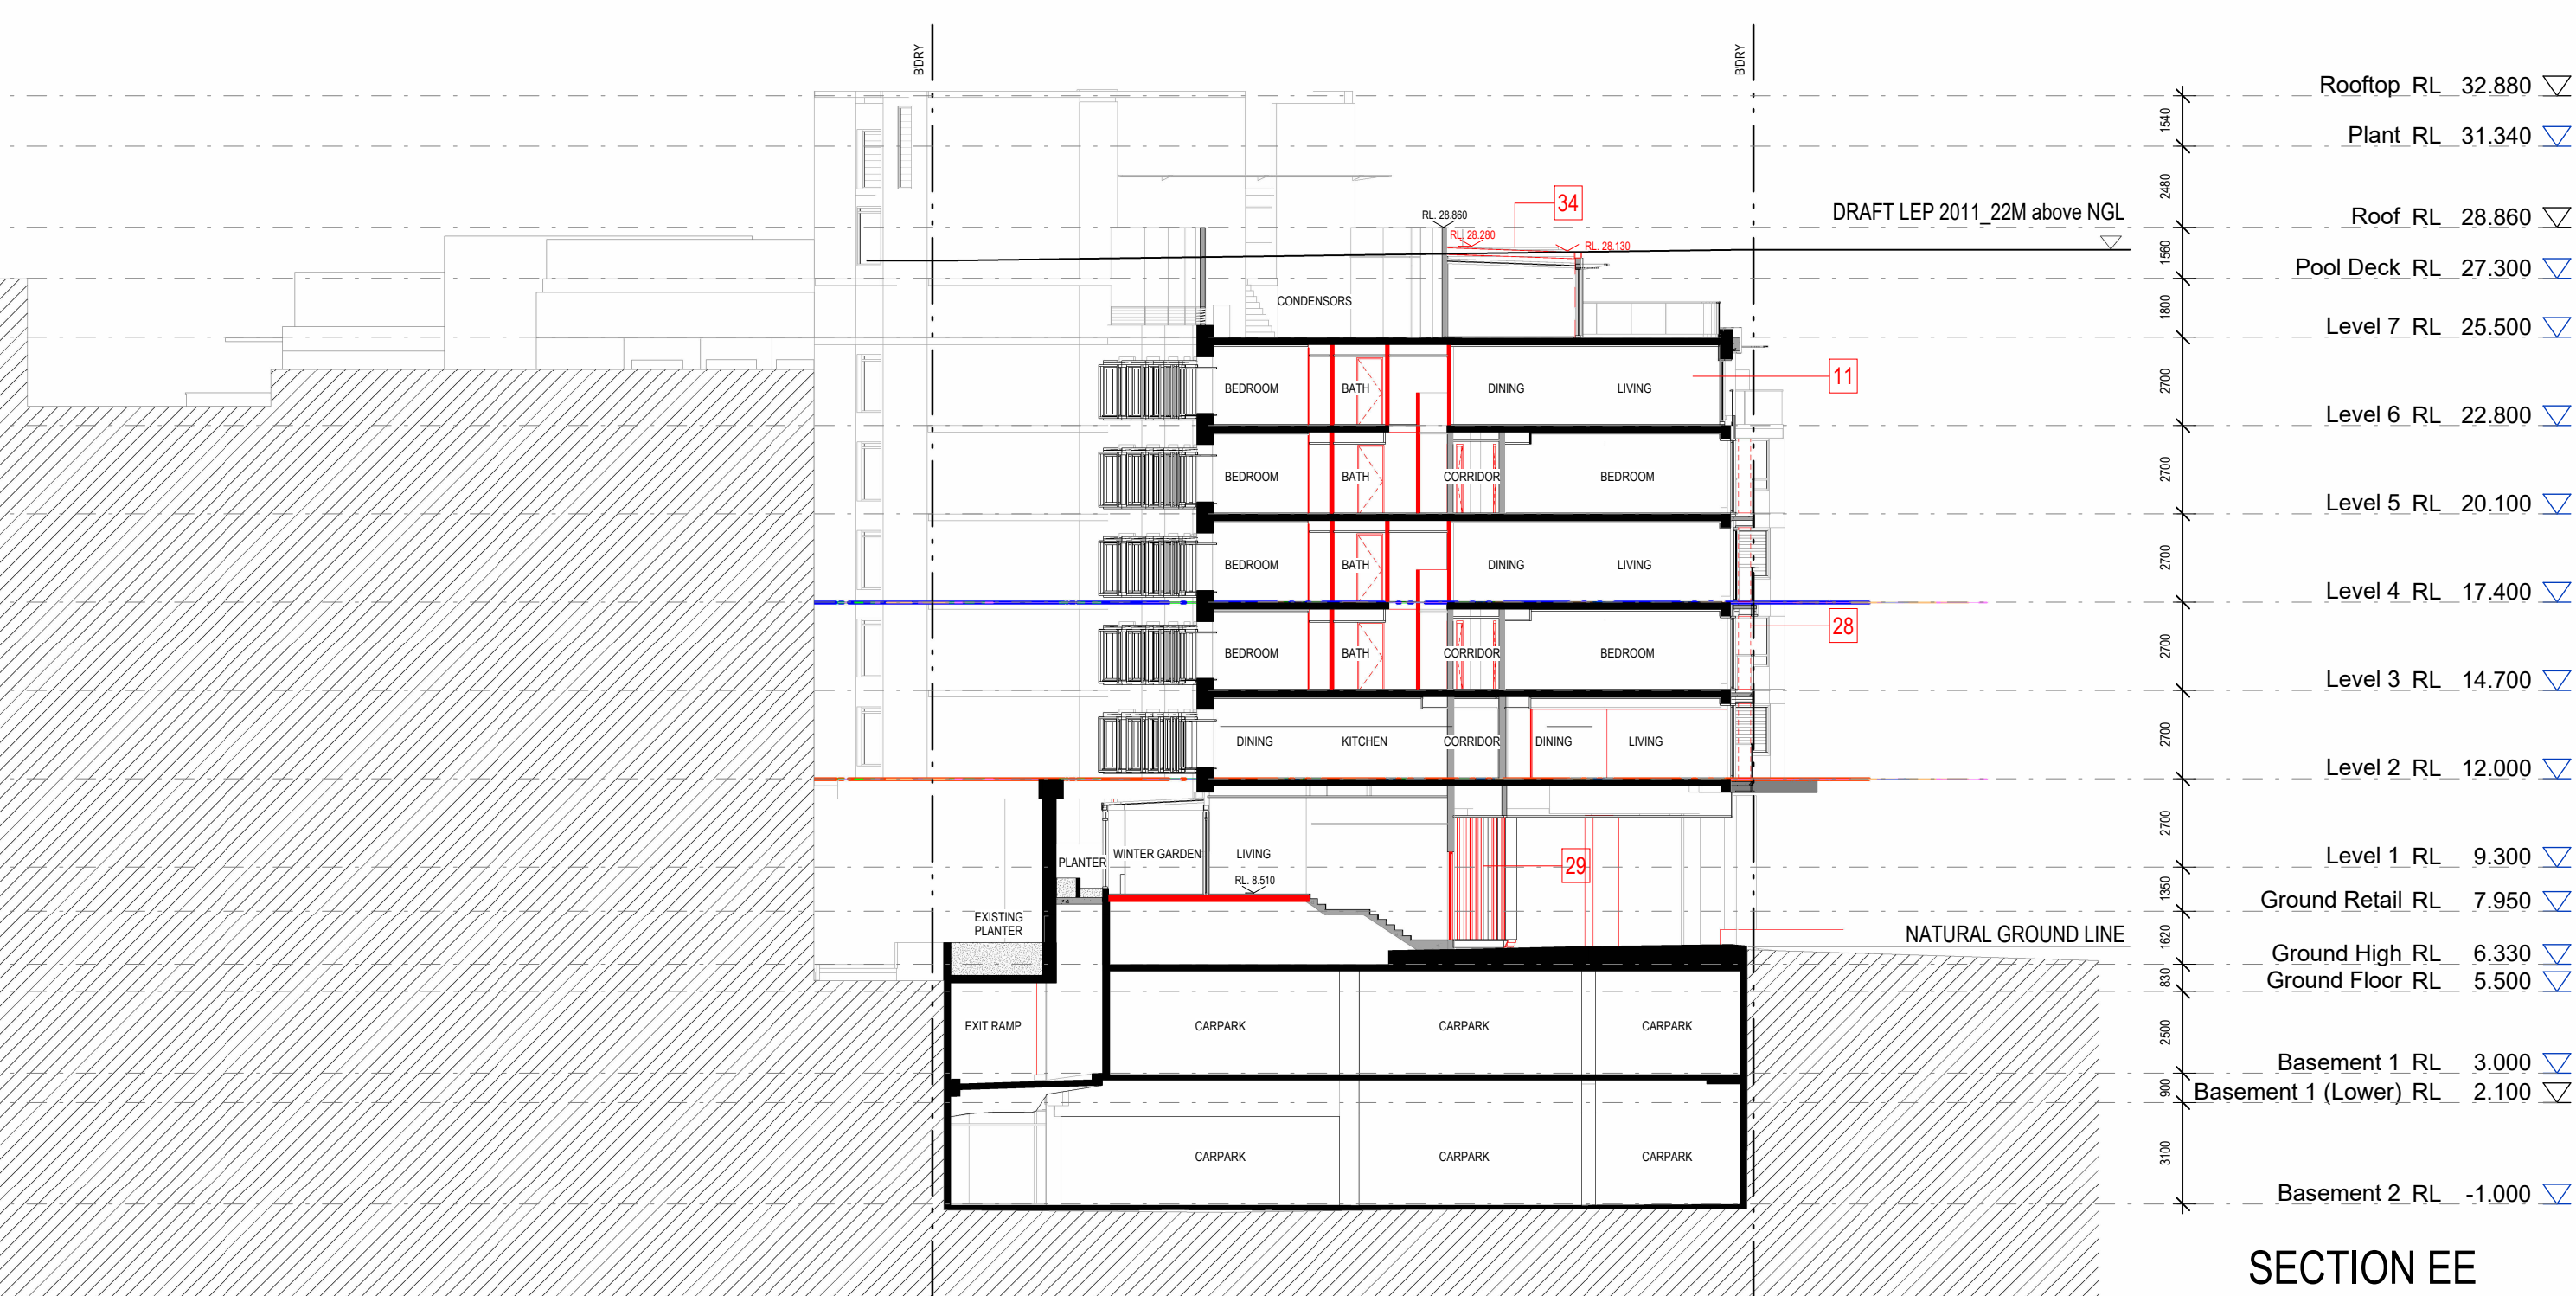 B'DRY
B'DRY
Rooftop RL 32.880
1540
Plant RL 31.340
2480
34
DRAFT LEP 2011_22M above NGL
Roof RL 28.860
RL. 28.860
RL. 28.280
RL. 28.130
1560
Pool Deck RL 27.300
CONDENSORS
1800
Level 7 RL 25.500
BEDROOM BATH DINING LIVING
11
2700
Level 6 RL 22.800
BEDROOM BATH CORRIDOR BEDROOM
2700
Level 5 RL 20.100
BEDROOM BATH DINING LIVING
2700
Level 4 RL 17.400
28
BEDROOM BATH CORRIDOR BEDROOM
2700
Level 3 RL 14.700
DINING KITCHEN CORRIDOR DINING LIVING
2700
Level 2 RL 12.000
2700
PLANTER WINTER GARDEN LIVING
29
Level 1 RL 9.300
RL. 8.510
1350
Ground Retail RL 7.950
EXISTING
PLANTER
NATURAL GROUND LINE
1620
Ground High RL 6.330
830
Ground Floor RL 5.500
EXIT RAMP CARPARK CARPARK CARPARK
2500
Basement 1 RL 3.000
900
Basement 1 (Lower) RL 2.100
CARPARK CARPARK CARPARK
3100
Basement 2 RL -1.000
SECTION EE